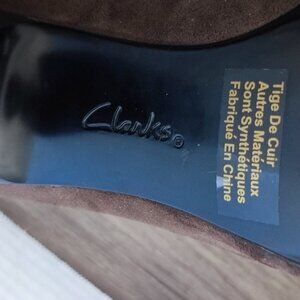 Clarks®
Tige De Cuir
Autres Matériaux
Sont Synthétiques
Fabriqué En Chine